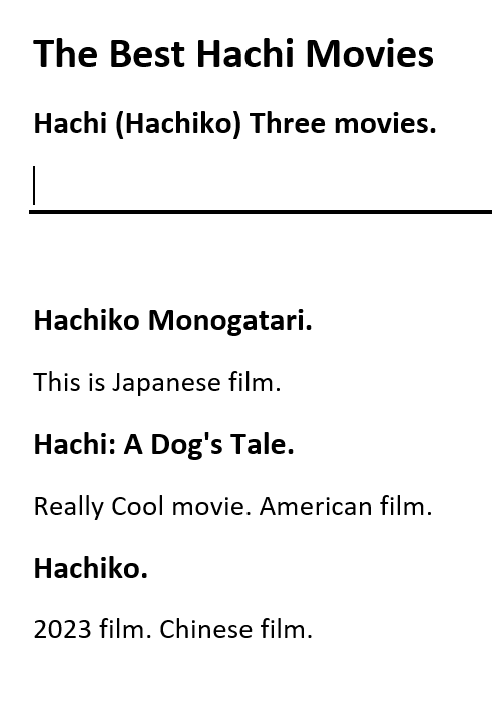 The Best Hachi Movies
Hachi (Hachiko) Three movies.
Hachiko Monogatari.
This is Japanese film.
Hachi: A Dog's Tale.
Really Cool movie. American film.
Hachiko.
2023 film. Chinese film.